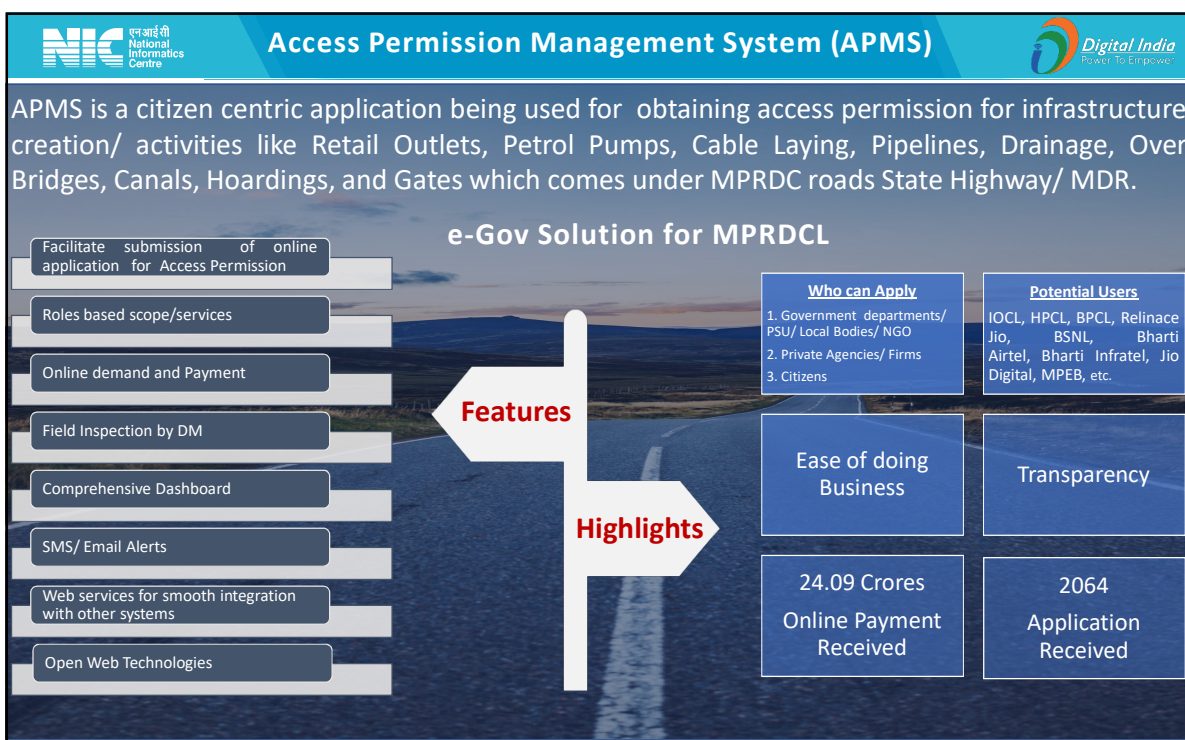 NIC
एन आई सी
National
Informatics
Centre
Access Permission Management System (APMS)
Digital India
Power To Empower
APMS is a citizen centric application being used for obtaining access permission for infrastructure
creation/ activities like Retail Outlets, Petrol Pumps, Cable Laying, Pipelines, Drainage, Over
Bridges, Canals, Hoardings, and Gates which comes under MPRDC roads State Highway/ MDR.
e-Gov Solution for MPRDCL
Facilitate submission of online
application for Access Permission
Roles based scope/services
Online demand and Payment
Field Inspection by DM
Comprehensive Dashboard
SMS/ Email Alerts
Web services for smooth integration
with other systems
Open Web Technologies
Features
Highlights
Who can Apply
1. Government departments/
PSU/ Local Bodies/ NGO
2. Private Agencies/ Firms
3. Citizens
Potential Users
IOCL, HPCL, BPCL, Relinace
Jio, BSNL, Bharti
Airtel, Bharti Infratel, Jio
Digital, MPEB, etc.
Ease of doing
Business
Transparency
24.09 Crores
Online Payment
Received
2064
Application
Received